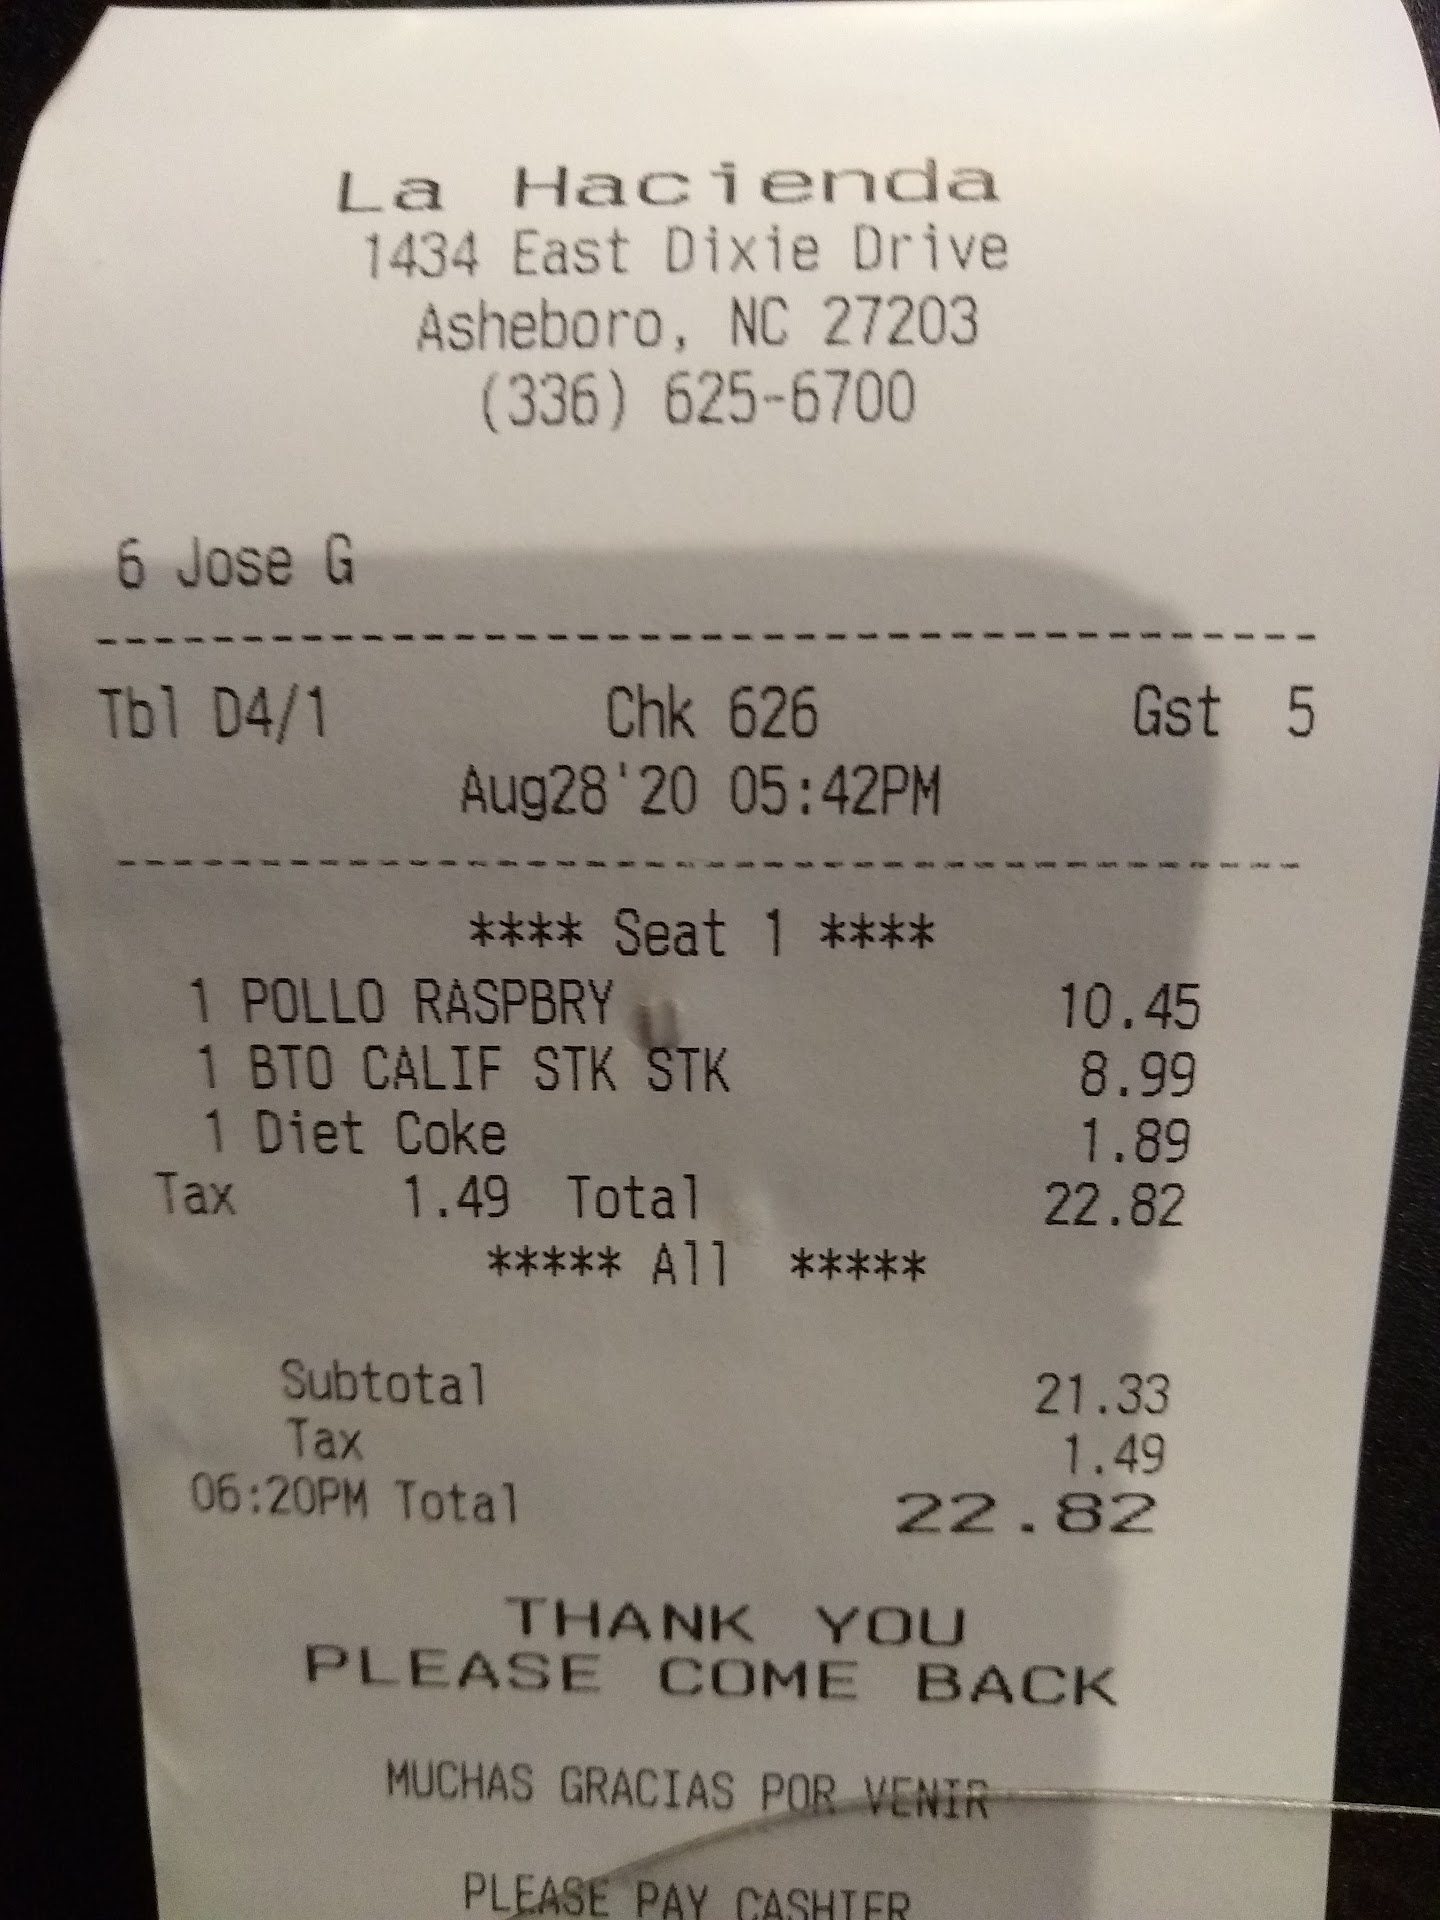 La Hacienda
1434 East Dixie Drive
Asheboro, NC 27203
(336) 625-6700
6 Jose G
----------------------------------------
Tbl D4/1 Chk 626 Gst 5
Aug28'20 05:42PM
----------------------------------------
**** Seat 1 ****
1 POLLO RASPBRY 10.45
1 BTO CALIF STK STK 8.99
1 Diet Coke 1.89
Tax 1.49 Total 22.82
***** All *****
Subtotal 21.33
Tax 1.49
06:20PM Total 22.82
THANK YOU
PLEASE COME BACK
MUCHAS GRACIAS POR VENIR
PLEASE PAY CASHIER